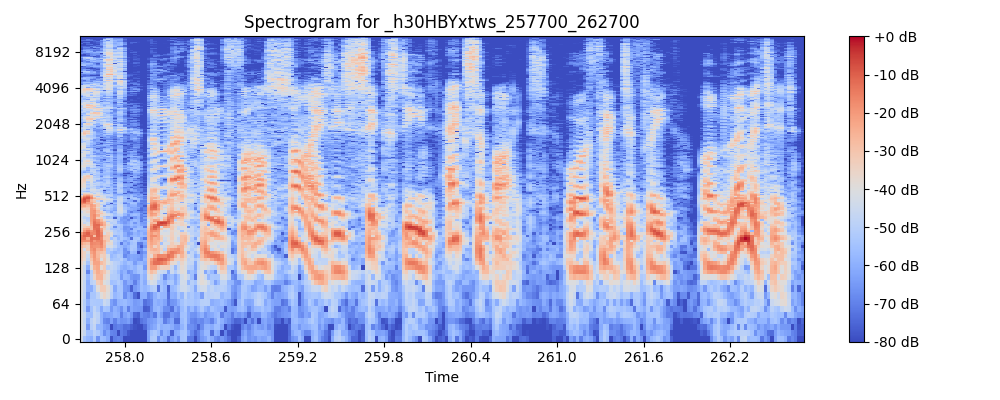 Spectrogram for _h30HBYxtws_257700_262700
Hz
8192
4096
2048
1024
512
256
128
64
0
258.0 258.6 259.2 259.8 260.4 261.0 261.6 262.2
Time
+0 dB
-10 dB
-20 dB
-30 dB
-40 dB
-50 dB
-60 dB
-70 dB
-80 dB